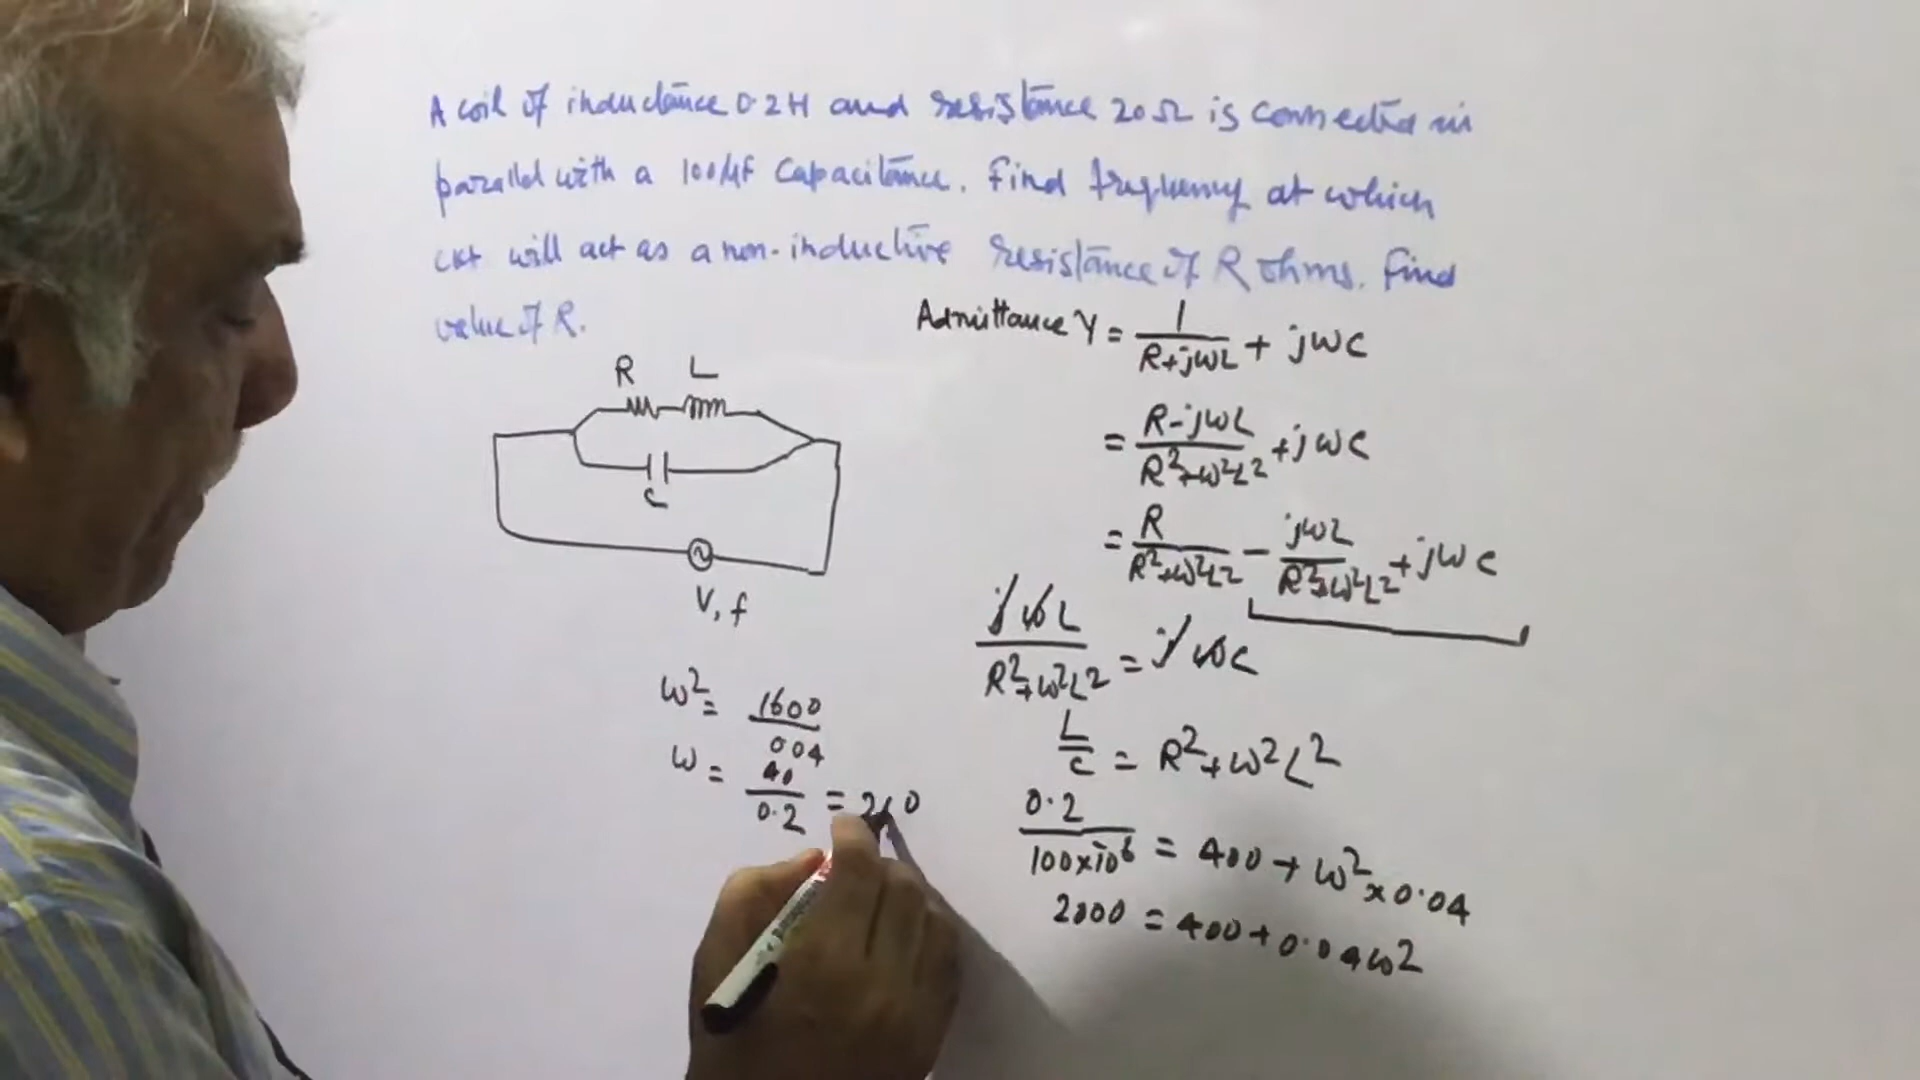 A coil of inductance 0.2H and resistance 20Ω is connected in
parallel with a 100μf Capacitance. Find frequency at which
ckt will act as a non-inductive resistance of R ohms. Find
value of R.
Admittance Y = 1/(R+jωL) + jωC
= (R-jωL)/(R²+ω²L²) + jωC
= R/(R²+ω²L²) - jωL/(R²+ω²L²) + jωC
R L
C
V, f
jωL/(R²+ω²L²) = jωC
L/C = R²+ω²L²
0.2/(100×10⁻⁶) = 400 + ω²×0.04
2000 = 400 + 0.04ω²
ω² = 1600/0.04
ω = 40/0.2 = 200